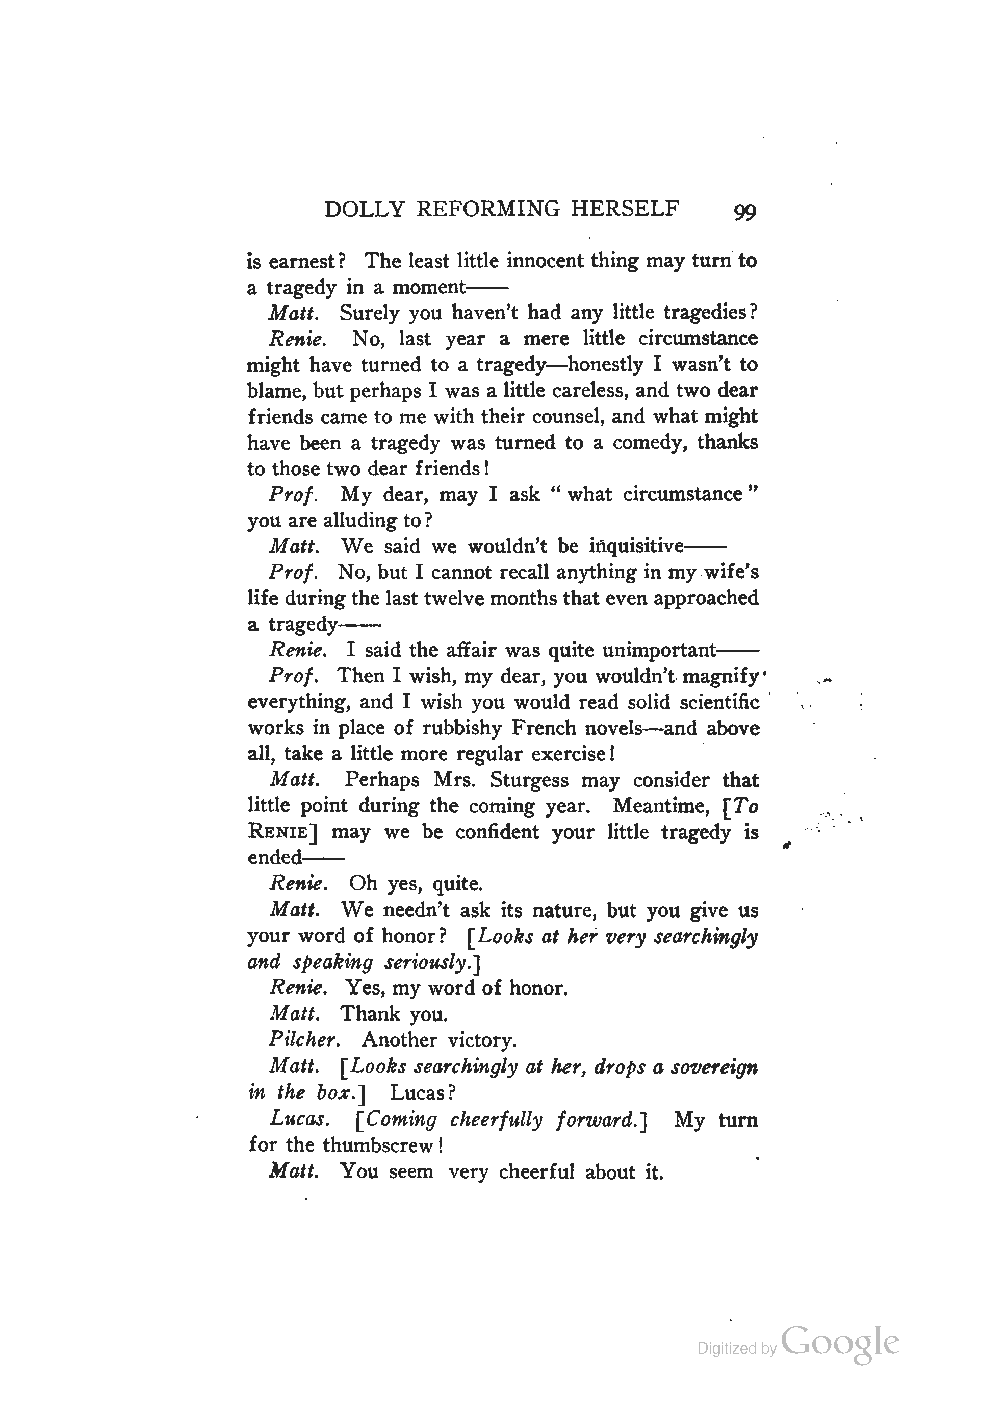 DOLLY REFORMING HERSELF 99
is earnest? The least little innocent thing may turn to
a tragedy in a moment——
Matt. Surely you haven't had any little tragedies?
Renie. No, last year a mere little circumstance
might have turned to a tragedy—honestly I wasn't to
blame, but perhaps I was a little careless, and two dear
friends came to me with their counsel, and what might
have been a tragedy was turned to a comedy, thanks
to those two dear friends!
Prof. My dear, may I ask "what circumstance"
you are alluding to?
Matt. We said we wouldn't be inquisitive——
Prof. No, but I cannot recall anything in my wife's
life during the last twelve months that even approached
a tragedy——
Renie. I said the affair was quite unimportant——
Prof. Then I wish, my dear, you wouldn't magnify
everything, and I wish you would read solid scientific
works in place of rubbishy French novels—and above
all, take a little more regular exercise!
Matt. Perhaps Mrs. Sturgess may consider that
little point during the coming year. Meantime, [To
RENIE] may we be confident your little tragedy is
ended——
Renie. Oh yes, quite.
Matt. We needn't ask its nature, but you give us
your word of honor? [Looks at her very searchingly
and speaking seriously.]
Renie. Yes, my word of honor.
Matt. Thank you.
Pilcher. Another victory.
Matt. [Looks searchingly at her, drops a sovereign
in the box.] Lucas?
Lucas. [Coming cheerfully forward.] My turn
for the thumbscrew!
Matt. You seem very cheerful about it.
Digitized by Google